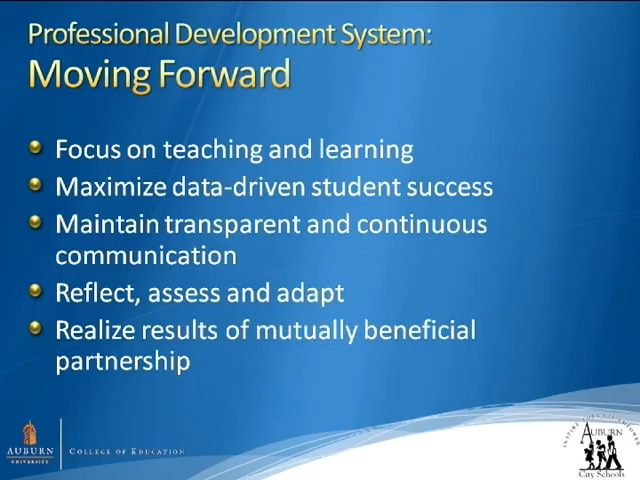 Professional Development System:
Moving Forward
Focus on teaching and learning
Maximize data-driven student success
Maintain transparent and continuous
communication
Reflect, assess and adapt
Realize results of mutually beneficial
partnership
AUBURN
UNIVERSITY
COLLEGE OF EDUCATION
AUBURN
City Schools